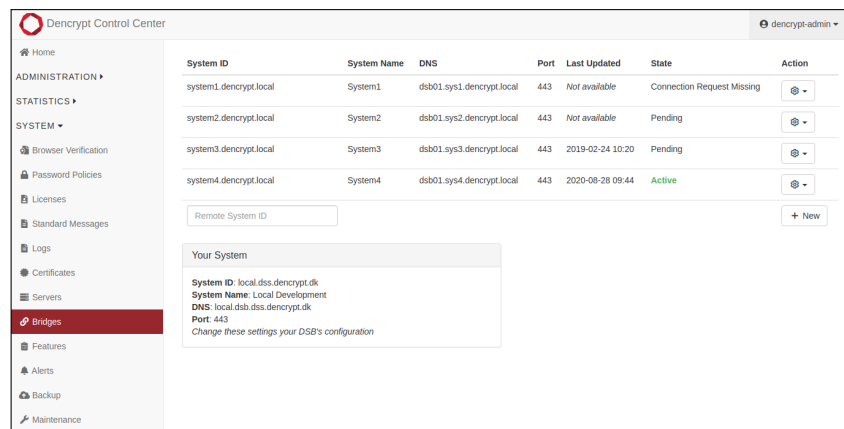 Dencrypt Control Center
dencrypt-admin
Home
ADMINISTRATION
STATISTICS
SYSTEM
Browser Verification
Password Policies
Licenses
Standard Messages
Logs
Certificates
Servers
Bridges
Features
Alerts
Backup
Maintenance
System ID System Name DNS Port Last Updated State Action
system1.dencrypt.local System1 dsb01.sys1.dencrypt.local 443 Not available Connection Request Missing
system2.dencrypt.local System2 dsb01.sys2.dencrypt.local 443 Not available Pending
system3.dencrypt.local System3 dsb01.sys3.dencrypt.local 443 2019-02-24 10:20 Pending
system4.dencrypt.local System4 dsb01.sys4.dencrypt.local 443 2020-08-28 09:44 Active
Remote System ID + New
Your System
System ID: local.dss.dencrypt.dk
System Name: Local Development
DNS: local.dsb.dss.dencrypt.dk
Port: 443
Change these settings your DSB's configuration